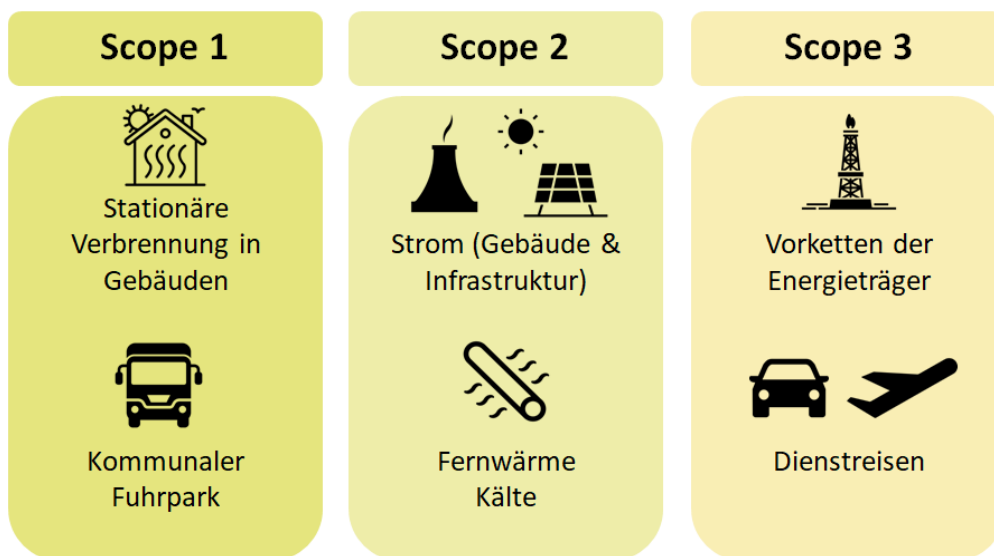 Scope 1
Stationäre
Verbrennung in
Gebäuden
Kommunaler
Fuhrpark
Scope 2
Strom (Gebäude &
Infrastruktur)
Fernwärme
Kälte
Scope 3
Vorketten der
Energieträger
Dienstreisen